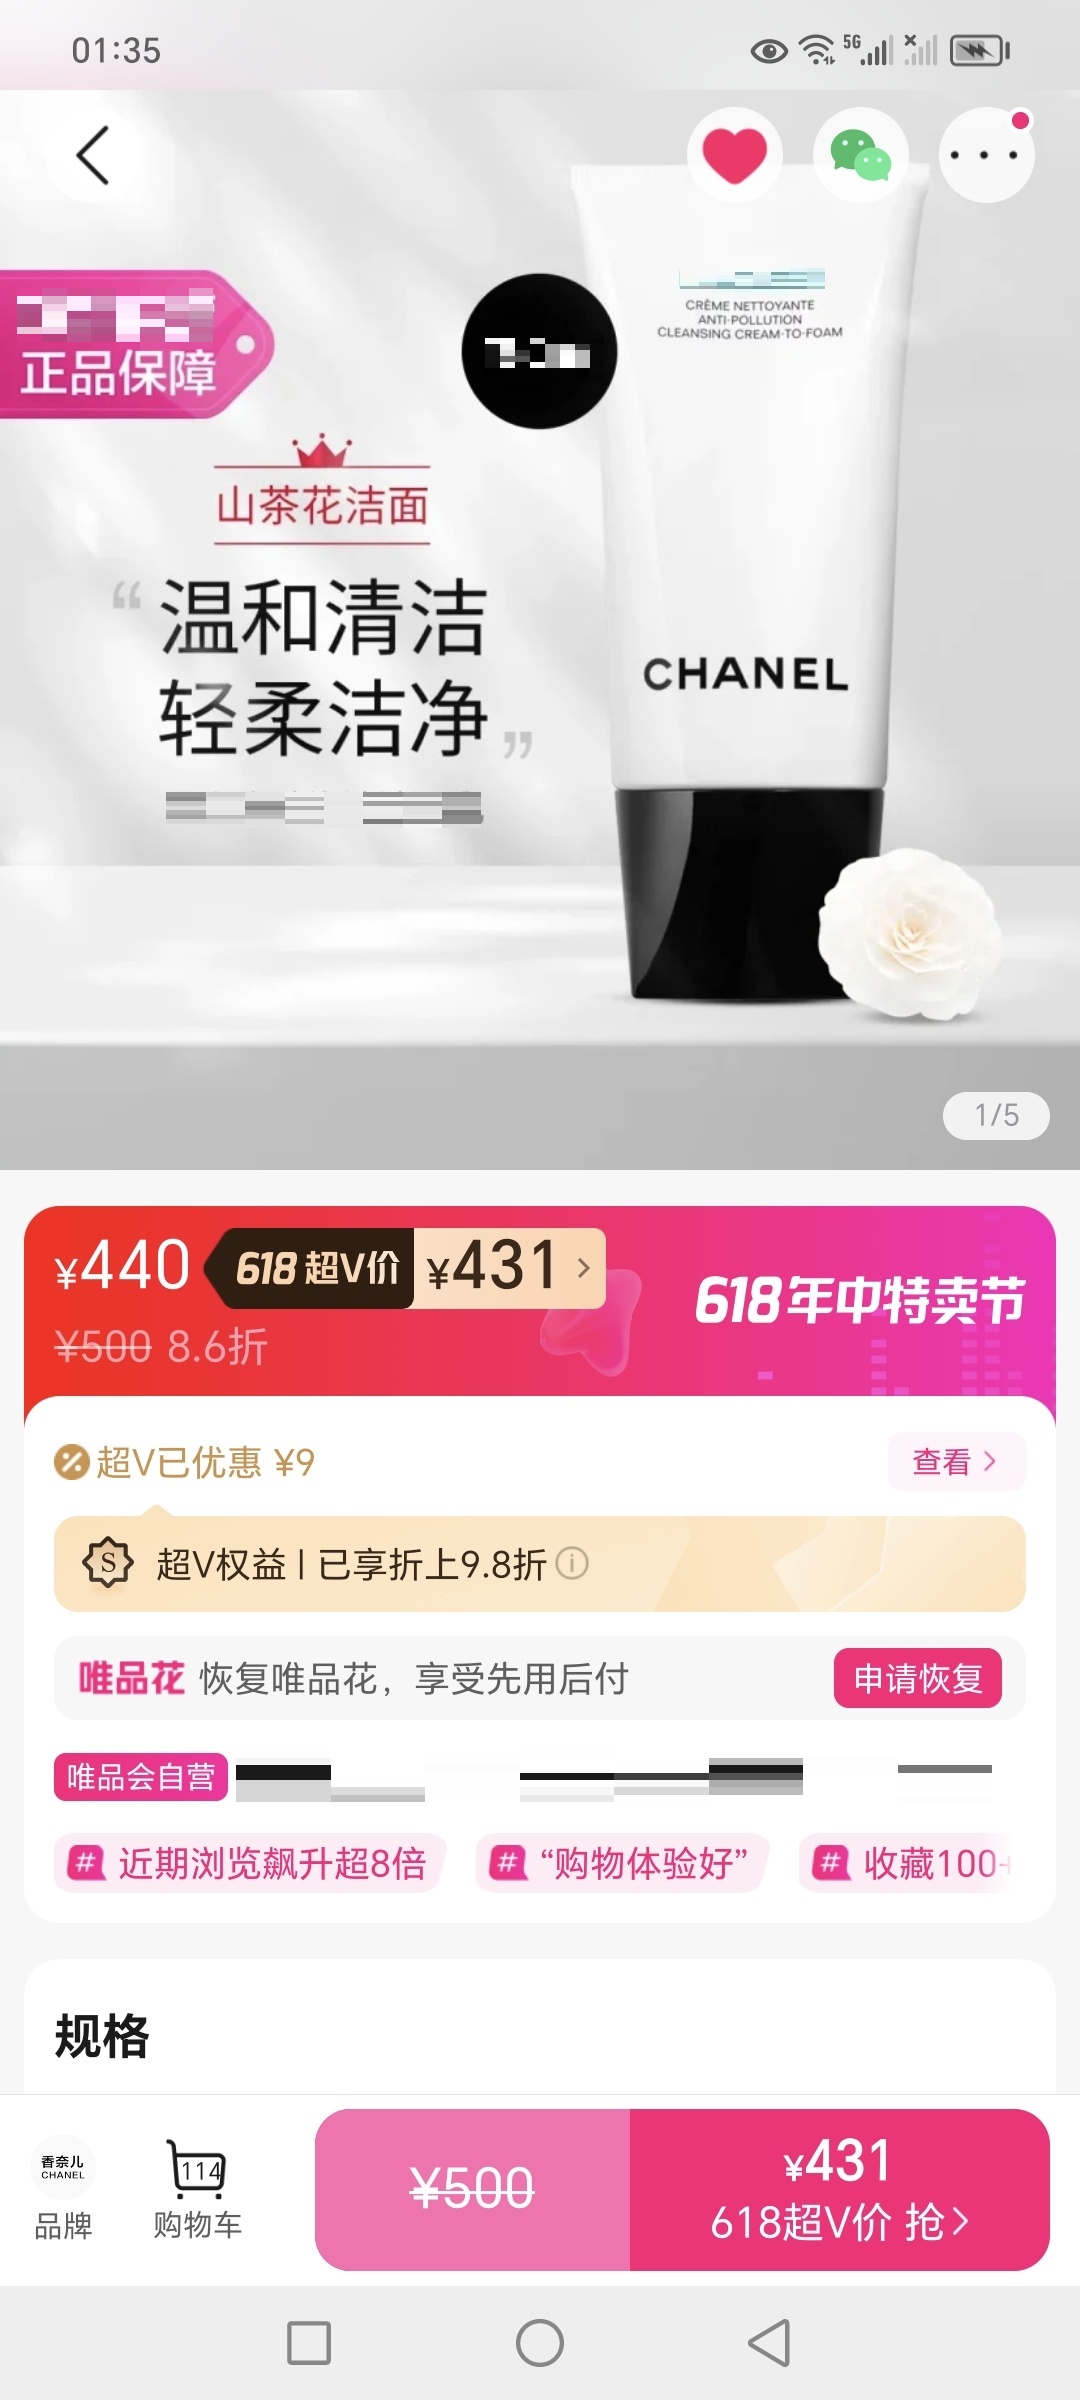 01:35
5G
正品保障
CRÈME NETTOYANTE
ANTI-POLLUTION
CLEANSING CREAM-TO-FOAM
山茶花洁面
“温和清洁
轻柔洁净”
CHANEL
1/5
¥440 618 超V价 ¥431 >
¥500 8.6折
618年中特卖节
超V已优惠 ¥9
查看 >
S 超V权益 | 已享折上9.8折
唯品花 恢复唯品花，享受先用后付
申请恢复
唯品会自营
# 近期浏览飙升超8倍
# “购物体验好”
# 收藏100
规格
香奈儿
CHANEL
品牌
114
购物车
¥500
¥431
618超V价 抢>